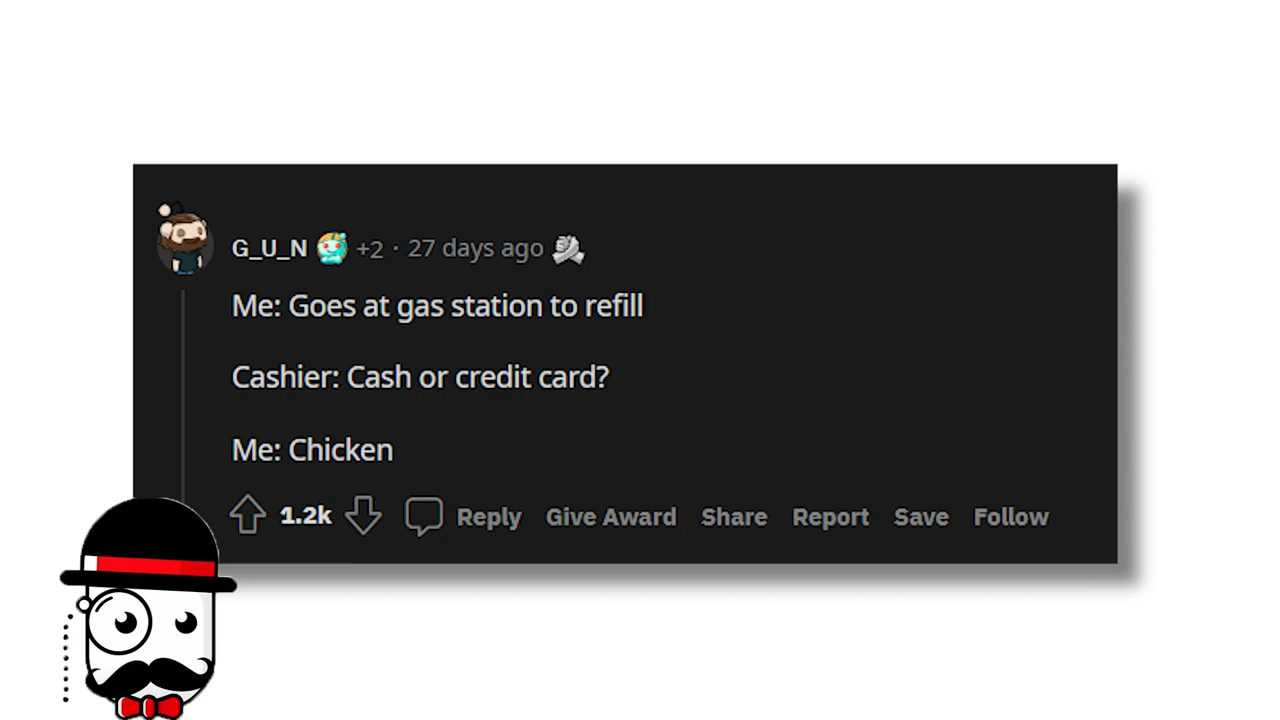 G_U_N +2 · 27 days ago
Me: Goes at gas station to refill
Cashier: Cash or credit card?
Me: Chicken
1.2k Reply Give Award Share Report Save Follow